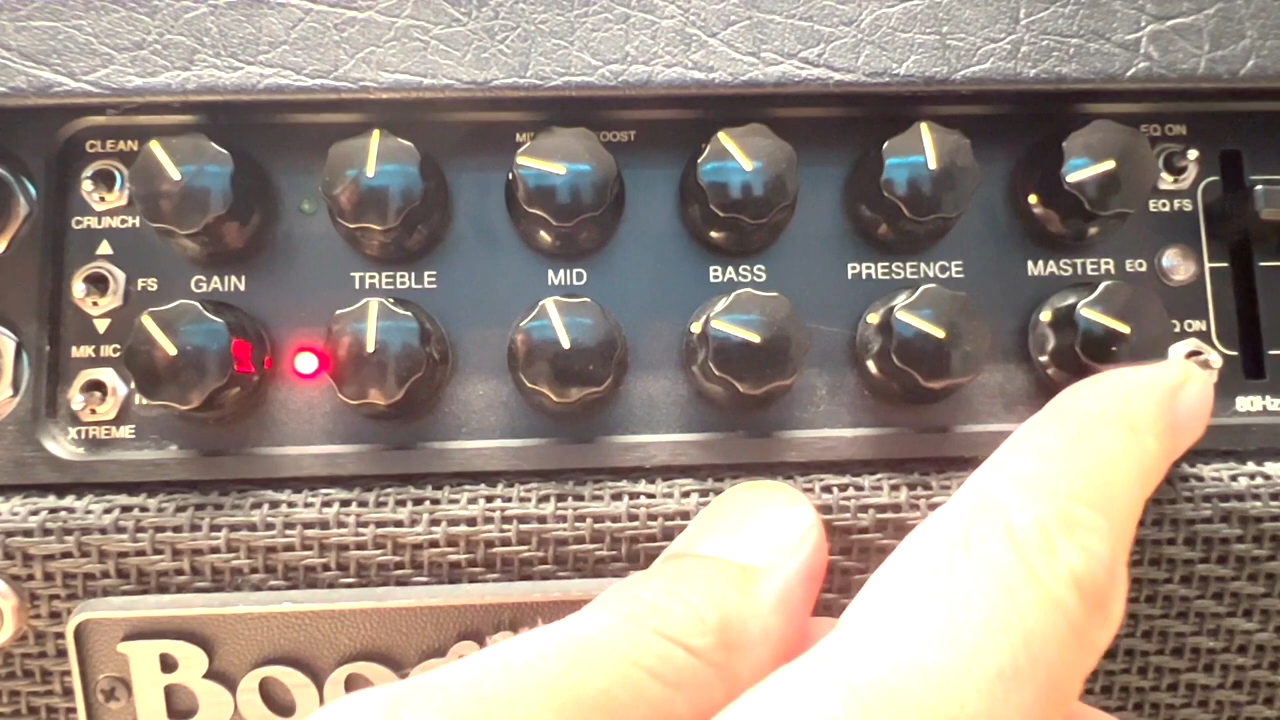 CLEAN
EQ ON
CRUNCH
EQ FS
FS
GAIN
TREBLE
MID
BASS
PRESENCE
MASTER
EQ
MK IIC
XTREME
80Hz